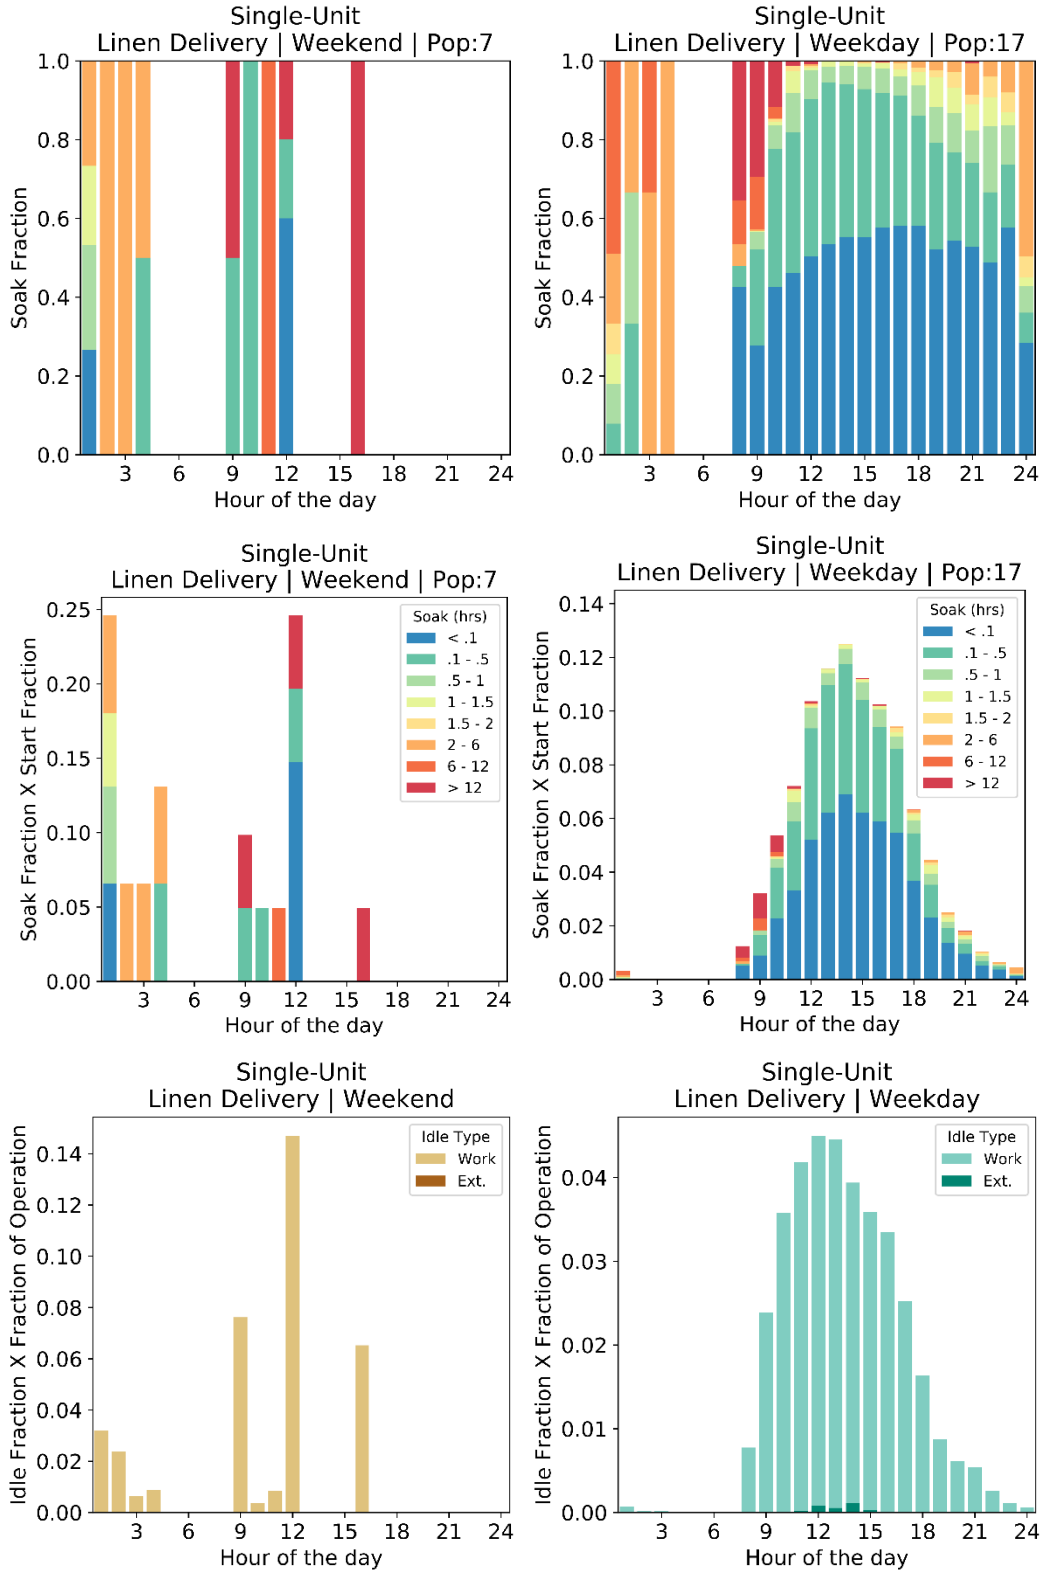 Single-Unit
Linen Delivery | Weekend | Pop:7
1.0
0.8
0.6
0.4
0.2
0.0
Soak Fraction
3 6 9 12 15 18 21 24
Hour of the day
Single-Unit
Linen Delivery | Weekday | Pop:17
1.0
0.8
0.6
0.4
0.2
0.0
Soak Fraction
3 6 9 12 15 18 21 24
Hour of the day
Single-Unit
Linen Delivery | Weekend | Pop:7
0.25
0.20
0.15
0.10
0.05
0.00
Soak Fraction X Start Fraction
Soak (hrs)
< .1
.1 - .5
.5 - 1
1 - 1.5
1.5 - 2
2 - 6
6 - 12
> 12
3 6 9 12 15 18 21 24
Hour of the day
Single-Unit
Linen Delivery | Weekday | Pop:17
0.14
0.12
0.10
0.08
0.06
0.04
0.02
0.00
Soak Fraction X Start Fraction
Soak (hrs)
< .1
.1 - .5
.5 - 1
1 - 1.5
1.5 - 2
2 - 6
6 - 12
> 12
3 6 9 12 15 18 21 24
Hour of the day
Single-Unit
Linen Delivery | Weekend
0.14
0.12
0.10
0.08
0.06
0.04
0.02
0.00
Idle Fraction X Fraction of Operation
Idle Type
Work
Ext.
3 6 9 12 15 18 21 24
Hour of the day
Single-Unit
Linen Delivery | Weekday
0.04
0.03
0.02
0.01
0.00
Idle Fraction X Fraction of Operation
Idle Type
Work
Ext.
3 6 9 12 15 18 21 24
Hour of the day